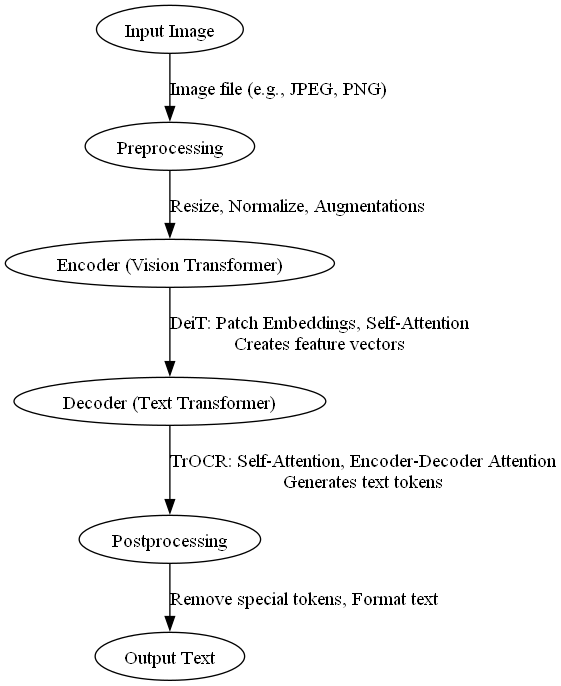 Input Image
Image file (e.g., JPEG, PNG)
Preprocessing
Resize, Normalize, Augmentations
Encoder (Vision Transformer)
DeiT: Patch Embeddings, Self-Attention
Creates feature vectors
Decoder (Text Transformer)
TrOCR: Self-Attention, Encoder-Decoder Attention
Generates text tokens
Postprocessing
Remove special tokens, Format text
Output Text